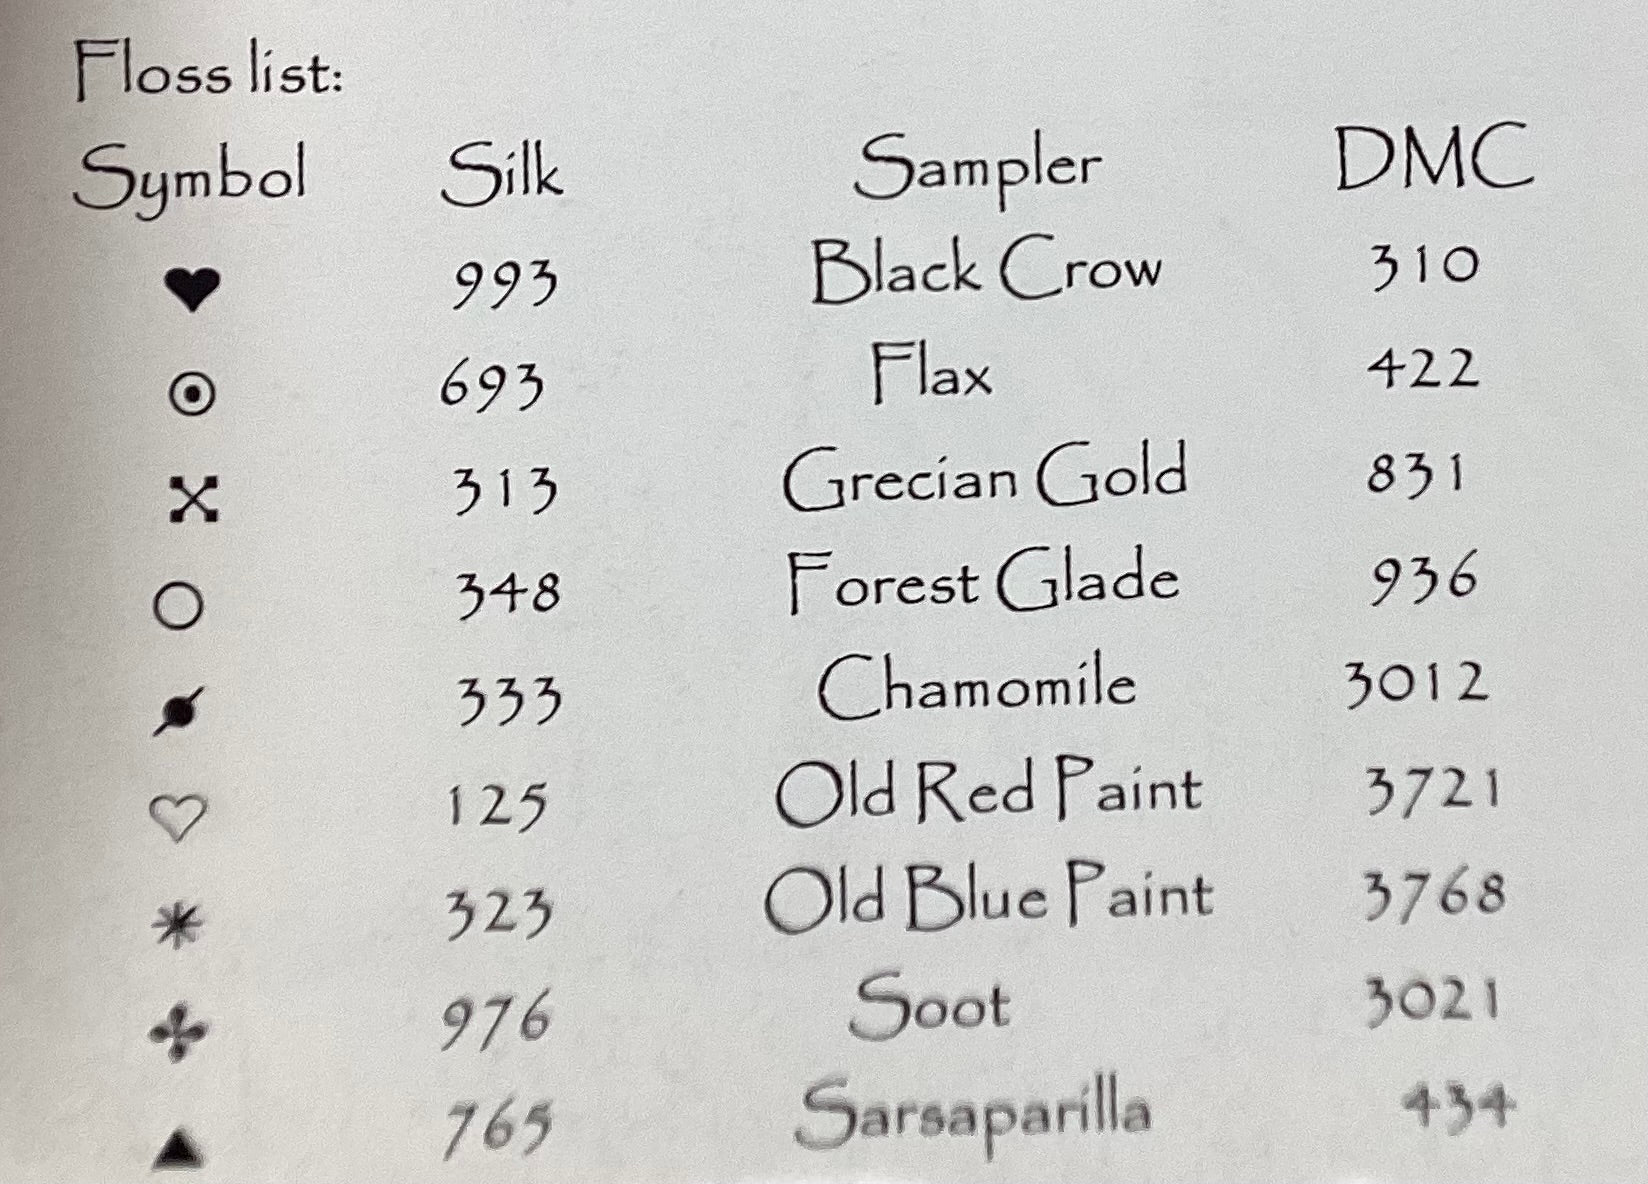 Floss list:
Symbol Silk Sampler DMC
♥ 993 Black Crow 310
693 Flax 422
313 Grecian Gold 831
348 Forest Glade 936
333 Chamomile 3012
125 Old Red Paint 3721
323 Old Blue Paint 3768
976 Soot 3021
765 Sarsaparilla 434